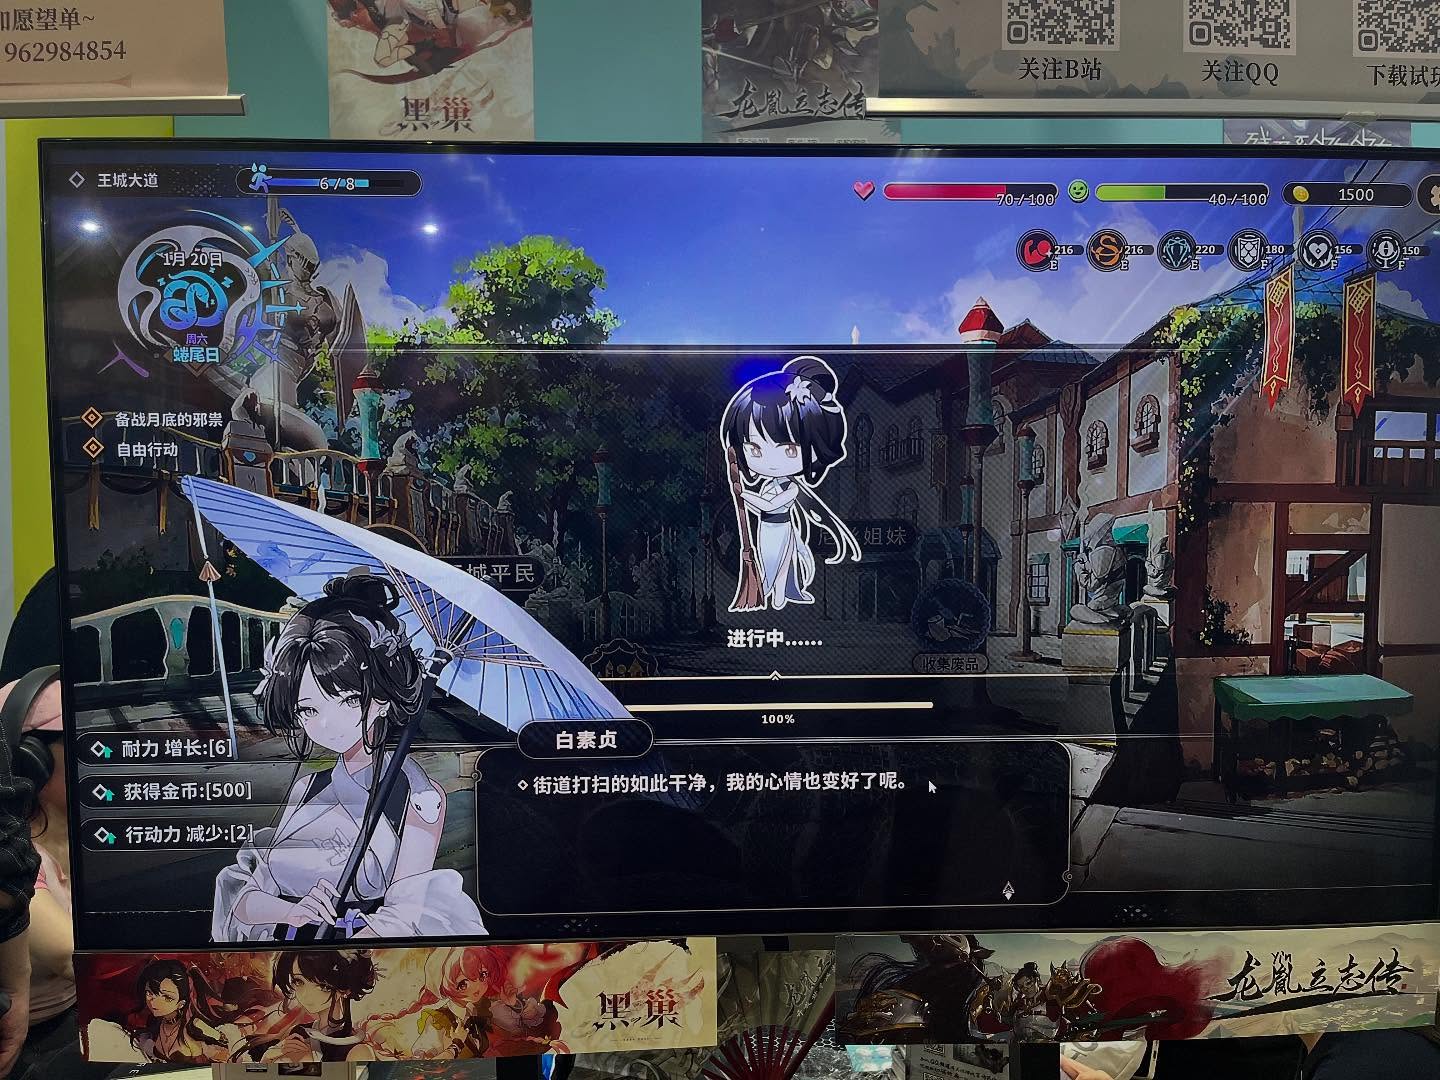 加愿望单~
962984854
黑巢
龙胤立志传
关注B站
关注QQ
下载试玩
王城大道
6/8
70/100
40/100
1500
216
E
216
E
220
E
180
F
156
F
150
F
1月 20日
周六
蜷尾日
备战月底的邪祟
自由行动
城平民
姐妹
进行中......
收集废品
100%
白素贞
街道打扫的如此干净，我的心情也变好了呢。
耐力 增长:[6]
获得金币:[500]
行动力 减少:[2]
黑巢
龙胤立志传